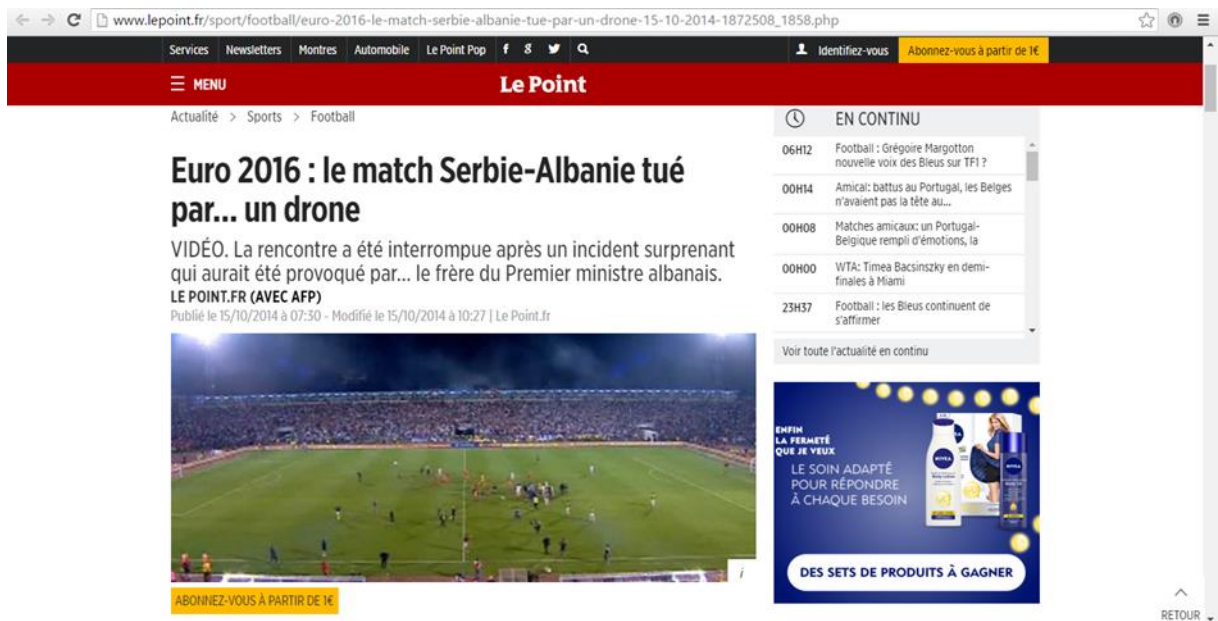 www.lepoint.fr/sport/football/euro-2016-le-match-serbie-albanie-tue-par-un-drone-15-10-2014-1872508_1858.php
Services Newsletters Montres Automobile Le Point Pop
Identifiez-vous
Abonnez-vous à partir de 1€
MENU
Le Point
Actualité > Sports > Football
Euro 2016 : le match Serbie-Albanie tué
par... un drone
VIDÉO. La rencontre a été interrompue après un incident surprenant
qui aurait été provoqué par... le frère du Premier ministre albanais.
LE POINT.FR (AVEC AFP)
Publié le 15/10/2014 à 07:30 - Modifié le 15/10/2014 à 10:27 | Le Point.fr
i
ABONNEZ-VOUS À PARTIR DE 1€
EN CONTINU
06H12 Football : Grégoire Margotton
nouvelle voix des Bleus sur TF1 ?
00H14 Amical: battus au Portugal, les Belges
n'avaient pas la tête au...
00H08 Matches amicaux: un Portugal-
Belgique rempli d'émotions, la
00H00 WTA: Timea Bacsinszky en demi-
finales à Miami
23H37 Football : les Bleus continuent de
s'affirmer
Voir toute l'actualité en continu
ENFIN
LA FERMETÉ
QUE JE VEUX
LE SOIN ADAPTÉ
POUR RÉPONDRE
À CHAQUE BESOIN
NIVEA
NIVEA
DES SETS DE PRODUITS À GAGNER
RETOUR